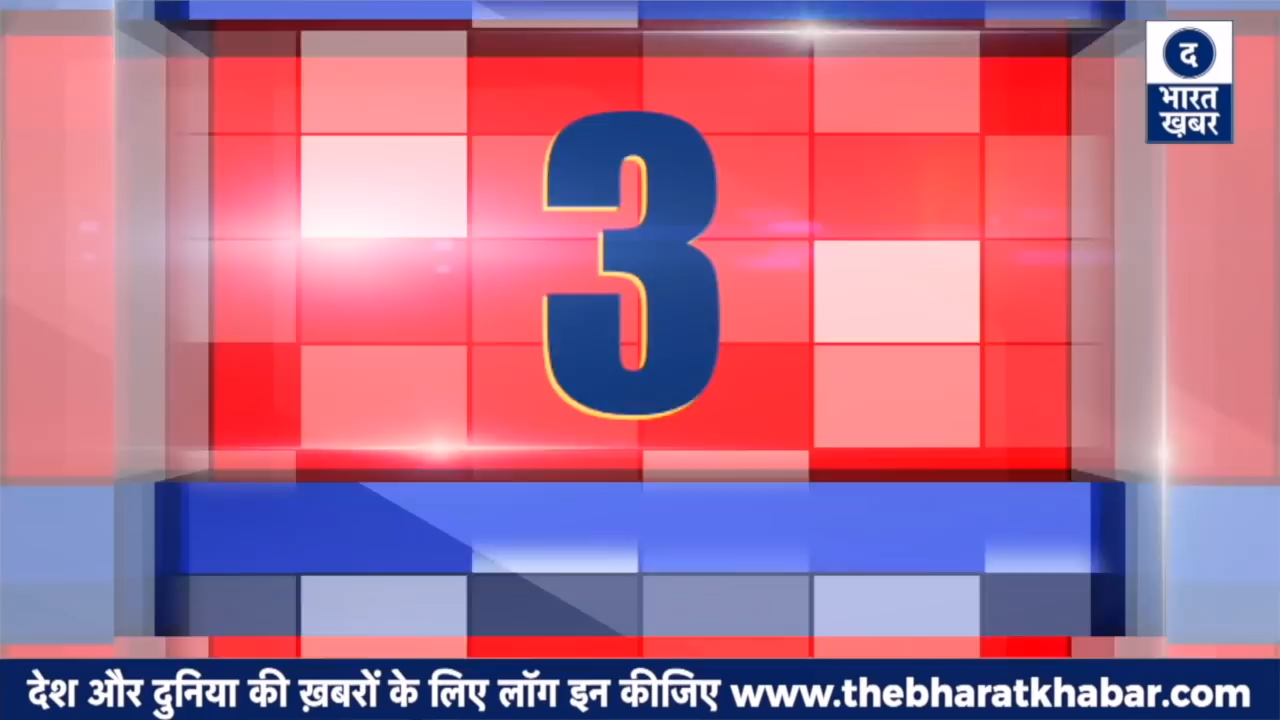 द
भारत
ख़बर
3
देश और दुनिया की ख़बरों के लिए लॉग इन कीजिए www.thebharatkhabar.com